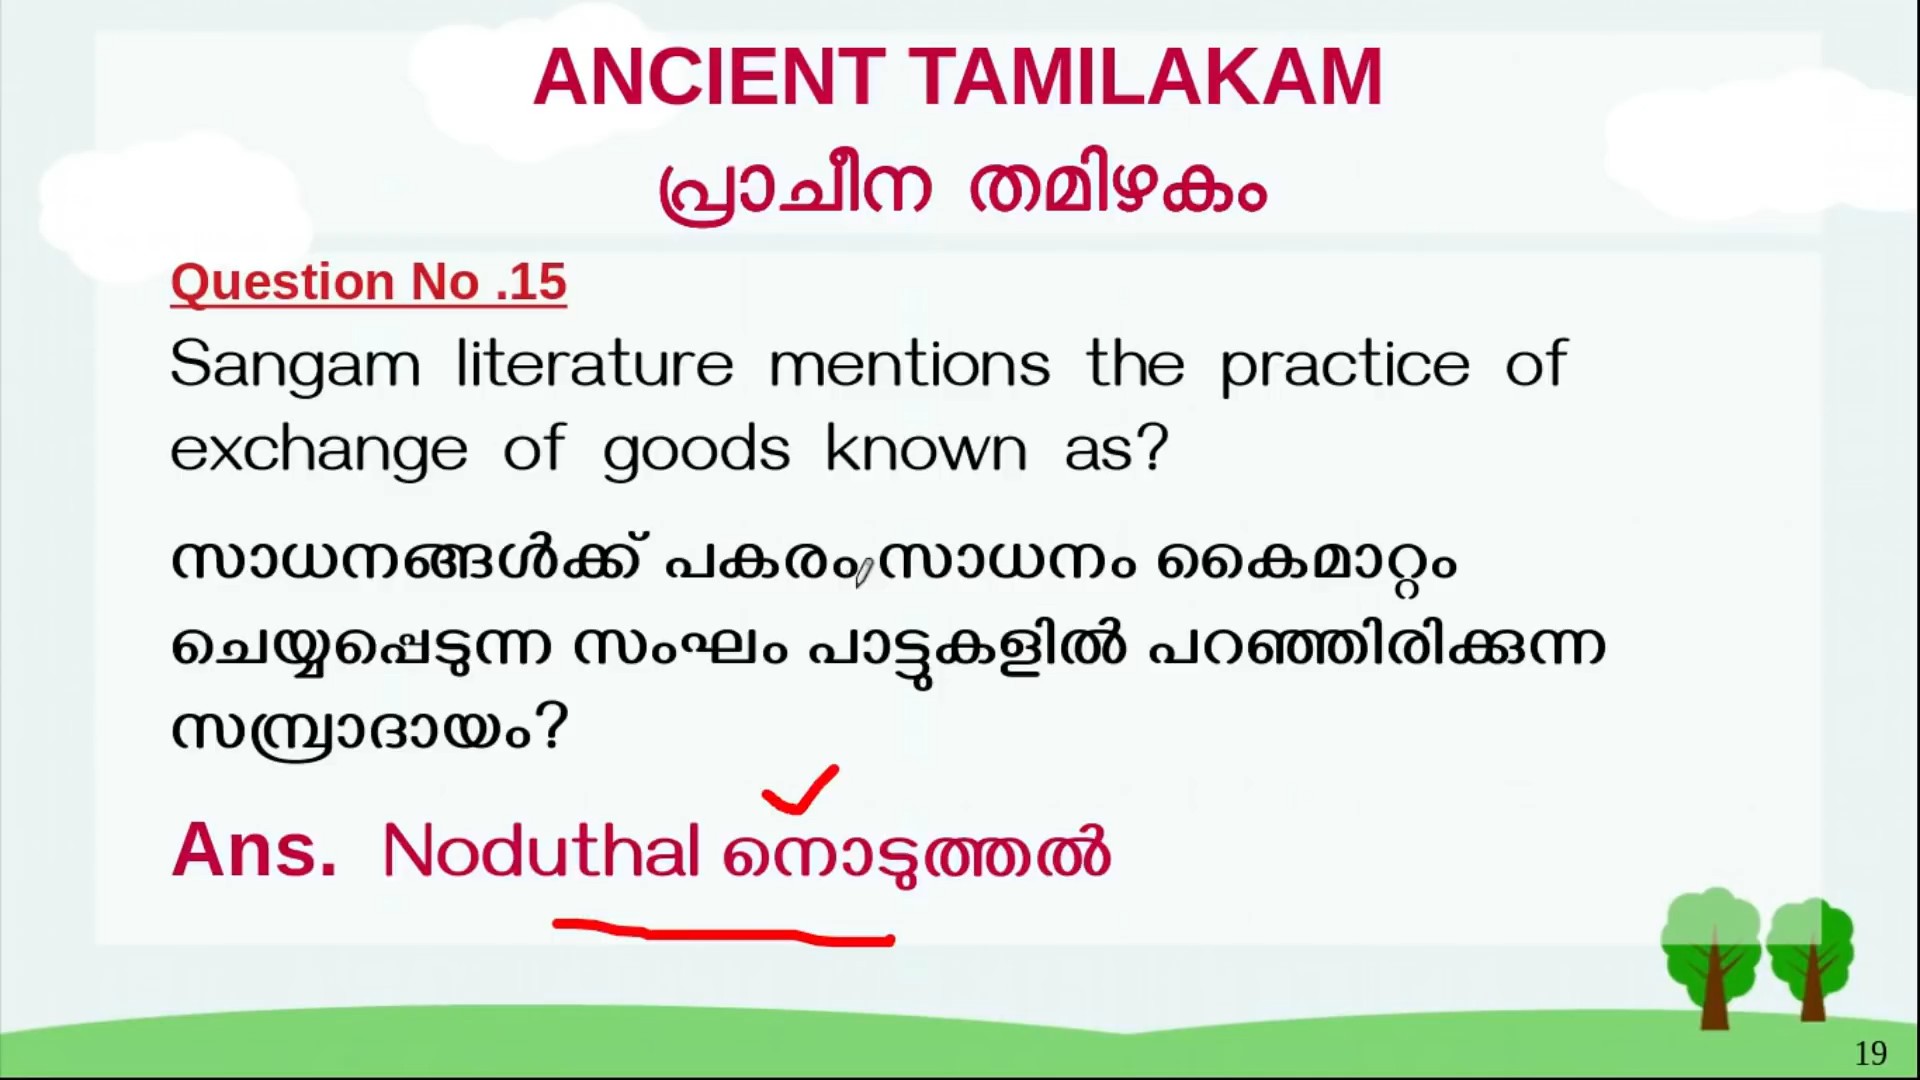 ANCIENT TAMILAKAM
പ്രാചീന തമിഴകം
Question No .15
Sangam literature mentions the practice of
exchange of goods known as?
സാധനങ്ങൾക്ക് പകരം സാധനം കൈമാറ്റം
ചെയ്യപ്പെടുന്ന സംഘം പാട്ടുകളിൽ പറഞ്ഞിരിക്കുന്ന
സമ്പ്രാദായം?
Ans. Noduthal നൊടുത്തൽ
19